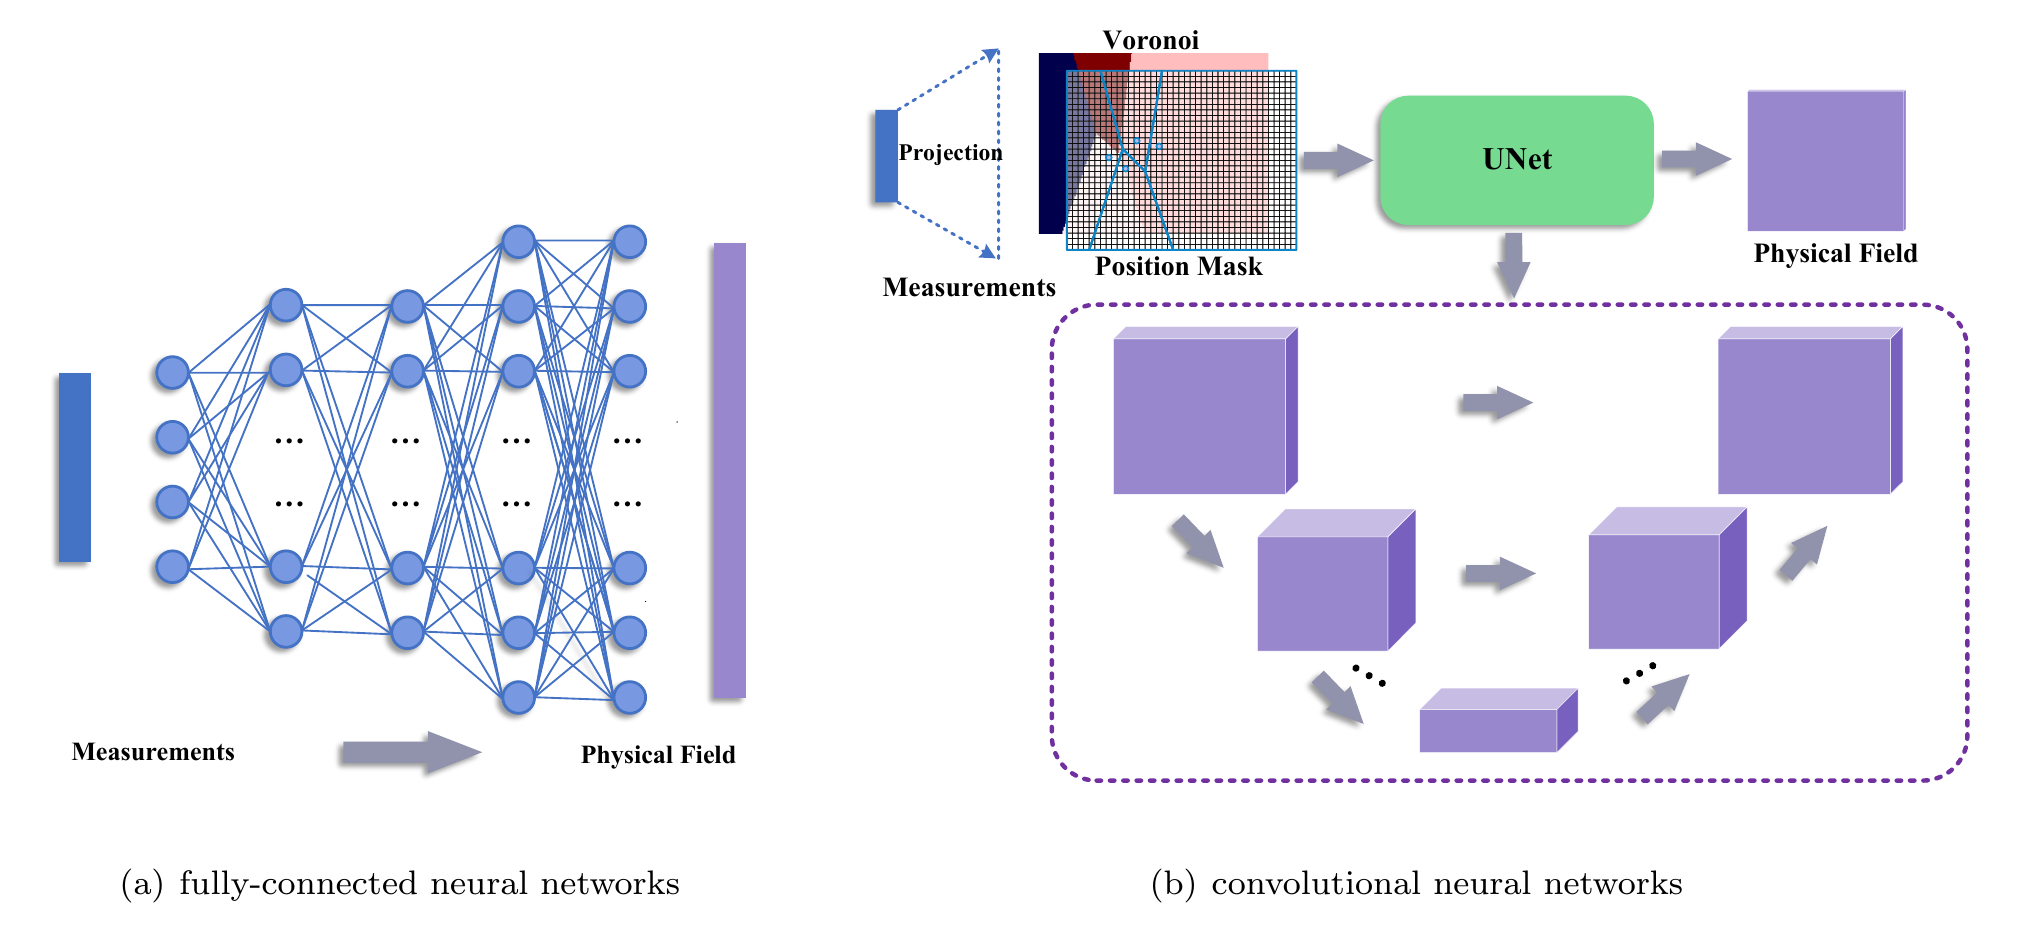 Voronoi
Projection
UNet
Position Mask
Measurements
Physical Field
... ... ... ...
... ... ... ...
... ...
Measurements
Physical Field
(a) fully-connected neural networks
(b) convolutional neural networks